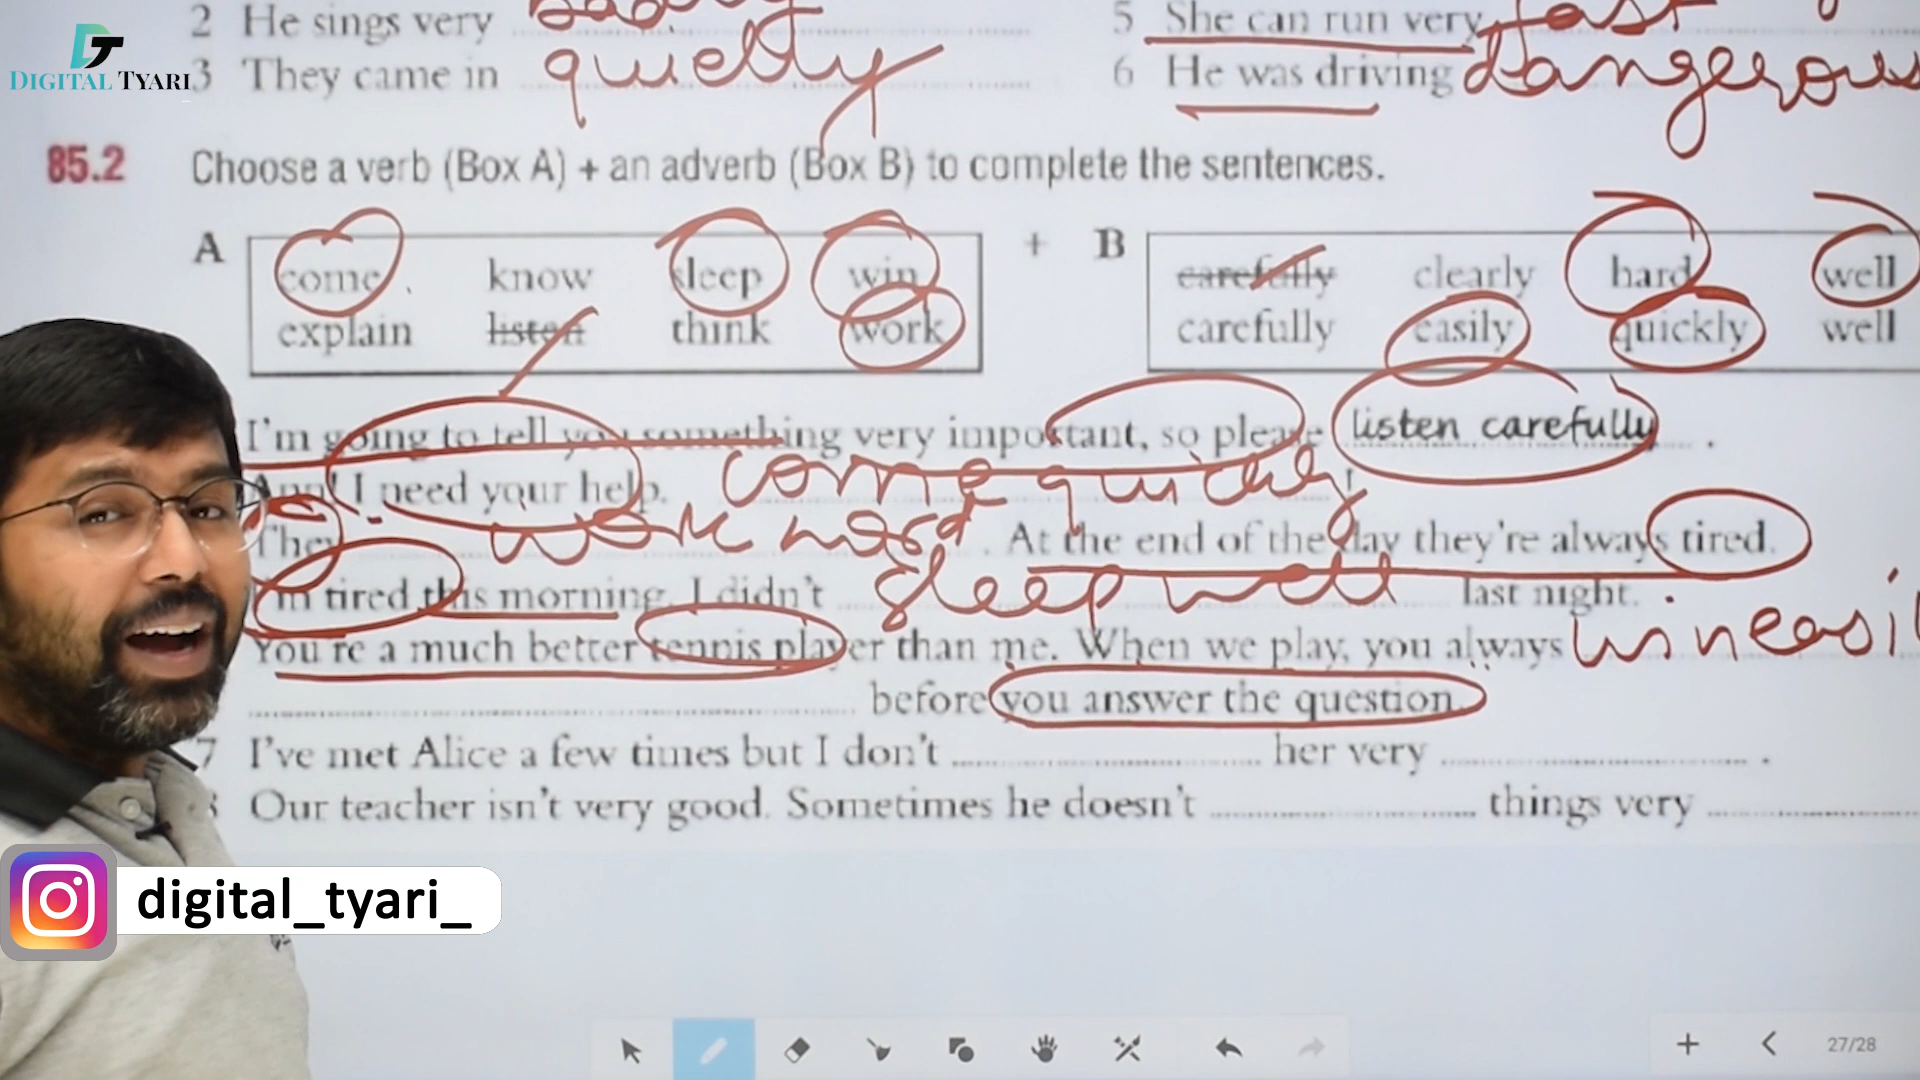 DT
DIGITAL TYARI
2 He sings very badly
3 They came in quietly
5 She can run very fast
6 He was driving dangerous
85.2 Choose a verb (Box A) + an adverb (Box B) to complete the sentences.
A
come know sleep win
explain listen think work
+ B
carefully clearly hard well
carefully easily quickly well
I'm going to tell you something very important, so please listen carefully .
Ann! I need your help. come quickly !
They work hard . At the end of the day they're always tired.
I'm tired this morning. I didn't sleep well last night.
You're a much better tennis player than me. When we play, you always win easil
before you answer the question.
7 I've met Alice a few times but I don't her very .
8 Our teacher isn't very good. Sometimes he doesn't things very
digital_tyari_
27/28